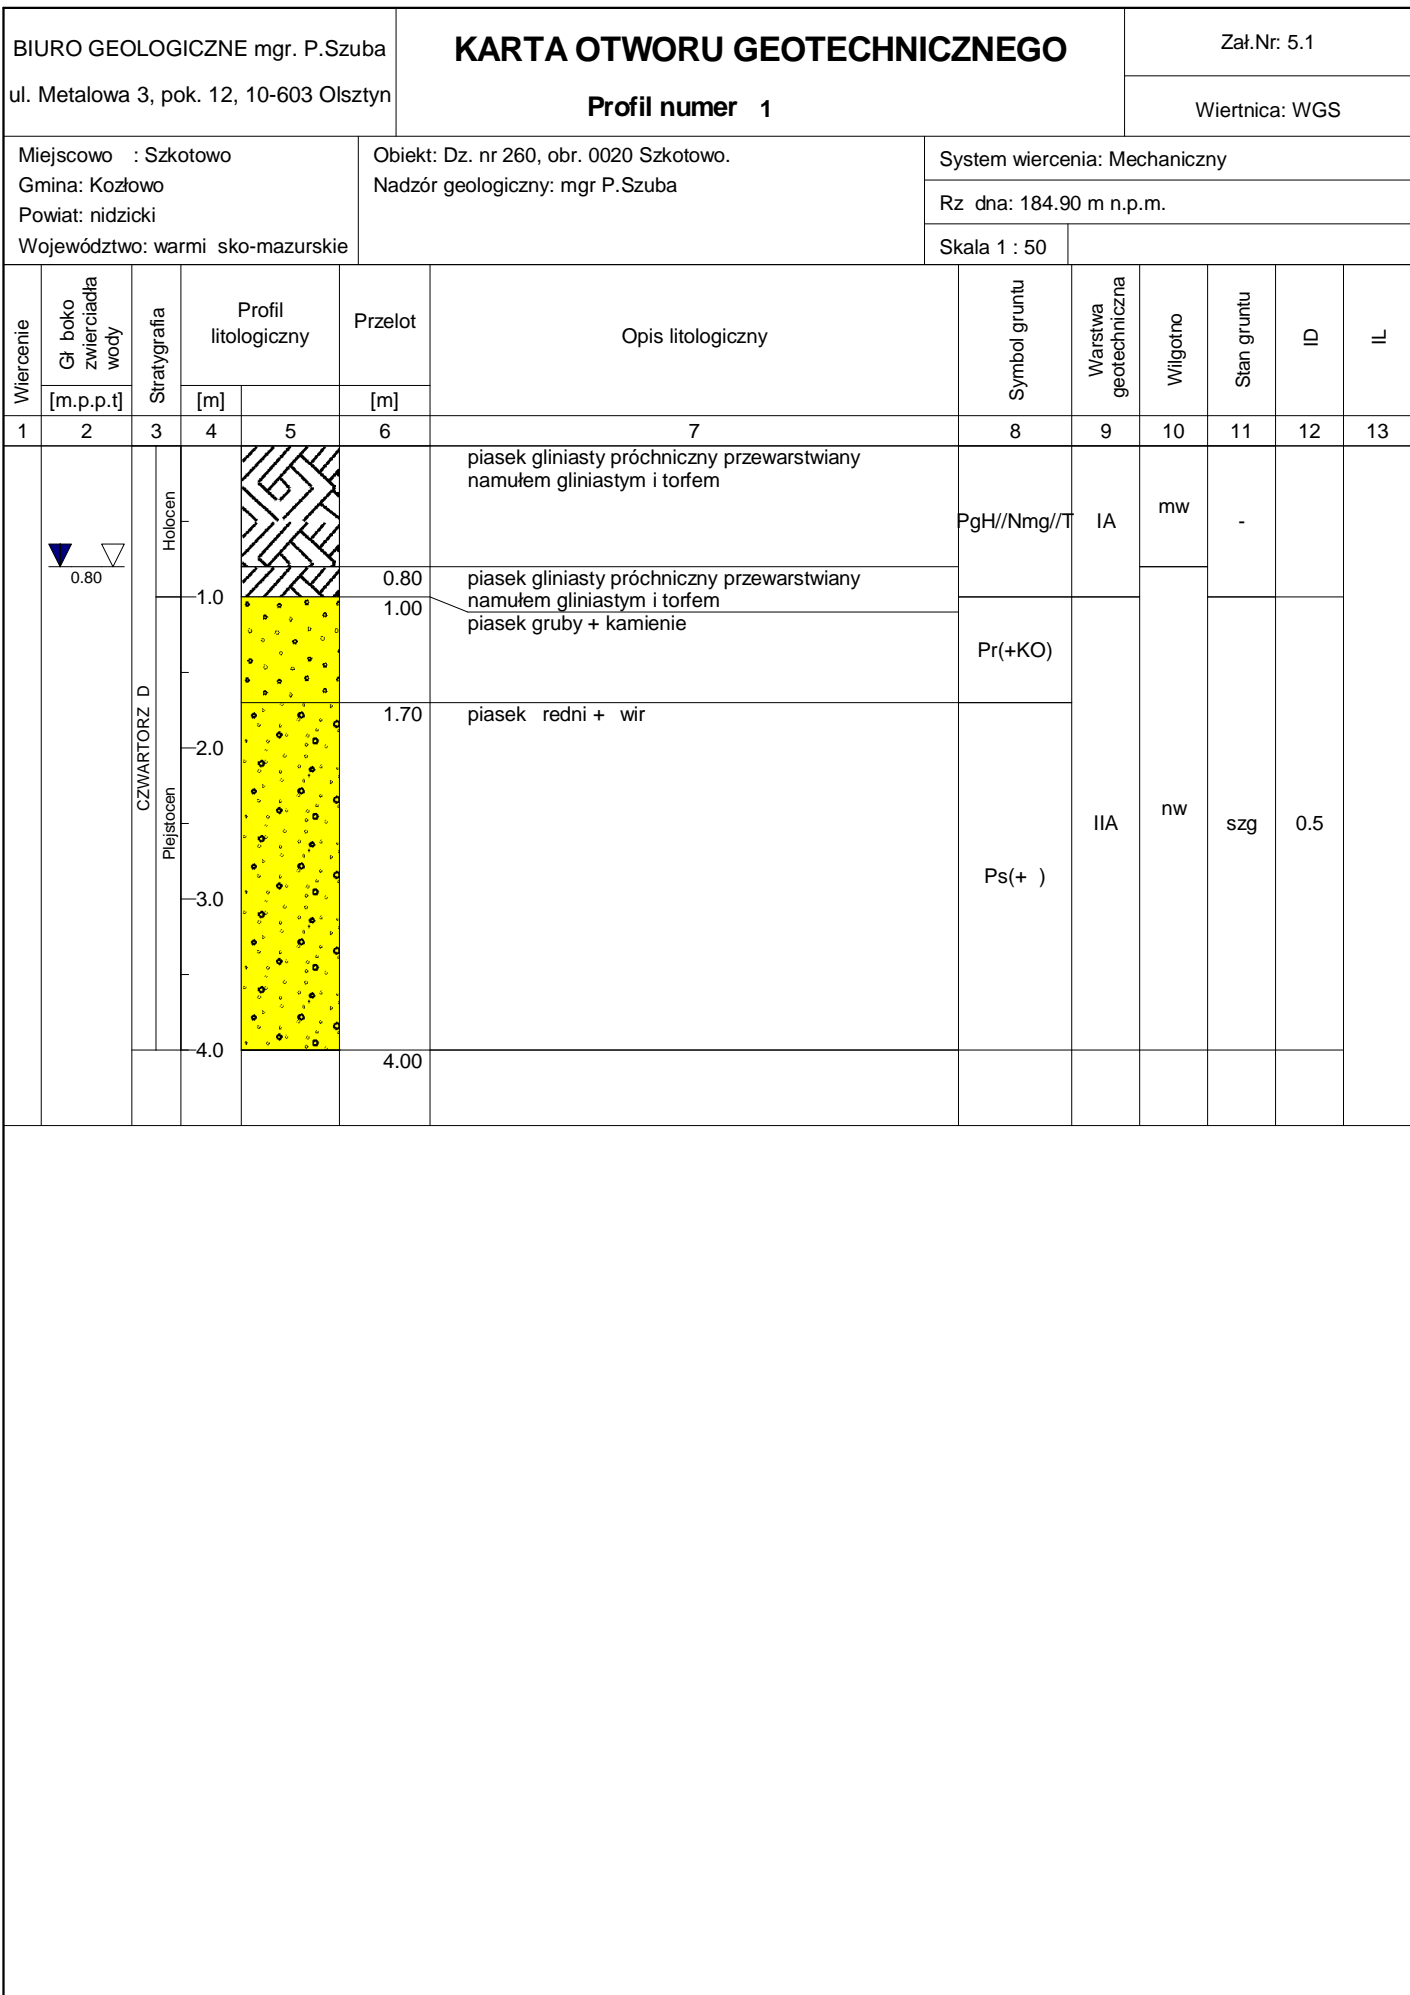 BIURO GEOLOGICZNE mgr. P.Szuba
ul. Metalowa 3, pok. 12, 10-603 Olsztyn
KARTA OTWORU GEOTECHNICZNEGO
Profil numer 1
Zał.Nr: 5.1
Wiertnica: WGS
Miejscowo : Szkotowo
Gmina: Kozłowo
Powiat: nidzicki
Województwo: warmi sko-mazurskie
Obiekt: Dz. nr 260, obr. 0020 Szkotowo.
Nadzór geologiczny: mgr P.Szuba
System wiercenia: Mechaniczny
Rz dna: 184.90 m n.p.m.
Skala 1 : 50
Wiercenie
Gł boko
zwierciadła
wody
[m.p.p.t]
Stratygrafia
Profil
litologiczny
[m]
Przelot
[m]
Opis litologiczny
Symbol gruntu
Warstwa
geotechniczna
Wilgotno
Stan gruntu
ID
IL
1 2 3 4 5 6 7 8 9 10 11 12 13
0.80
CZWARTORZ D
Holocen
Plejstocen
1.0
2.0
3.0
4.0
piasek gliniasty próchniczny przewarstwiany
namułem gliniastym i torfem
PgH//Nmg//T IA mw -
0.80 piasek gliniasty próchniczny przewarstwiany
namułem gliniastym i torfem
1.00 piasek gruby + kamienie
Pr(+KO)
1.70 piasek redni + wir
Ps(+ )
IIA nw szg 0.5
4.00